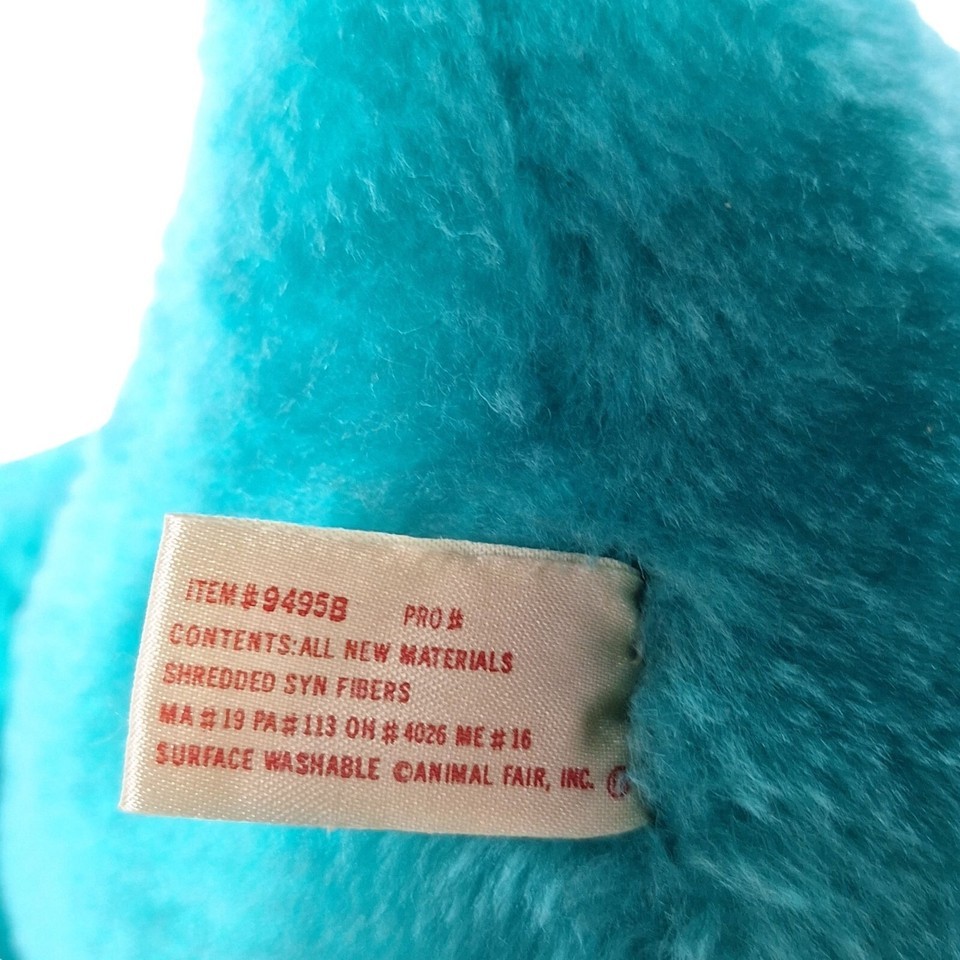 ITEM#9495B PRO#
CONTENTS:ALL NEW MATERIALS
SHREDDED SYN FIBERS
MA#19 PA#113 OH#4026 ME#16
SURFACE WASHABLE ©ANIMAL FAIR, INC.